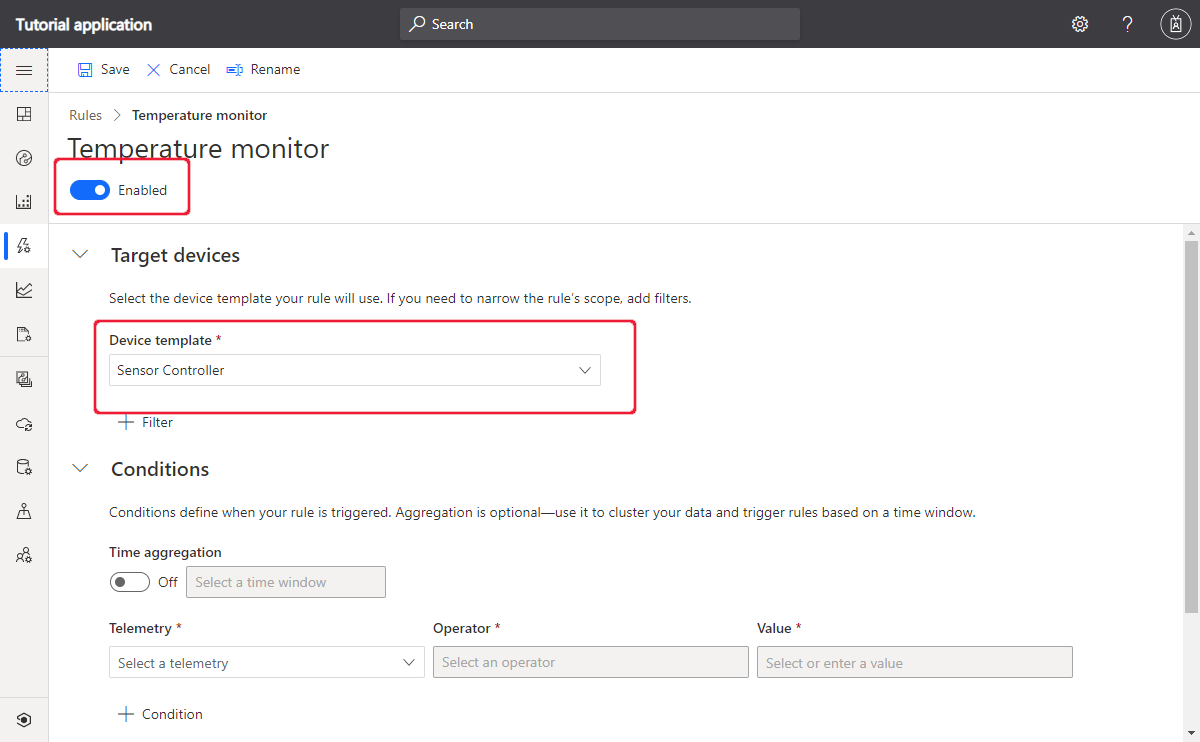 Tutorial application
Search
?
Save Cancel Rename
Rules > Temperature monitor
Temperature monitor
Enabled
Target devices
Select the device template your rule will use. If you need to narrow the rule's scope, add filters.
Device template *
Sensor Controller
+ Filter
Conditions
Conditions define when your rule is triggered. Aggregation is optional—use it to cluster your data and trigger rules based on a time window.
Time aggregation
Off Select a time window
Telemetry * Operator * Value *
Select a telemetry Select an operator Select or enter a value
+ Condition